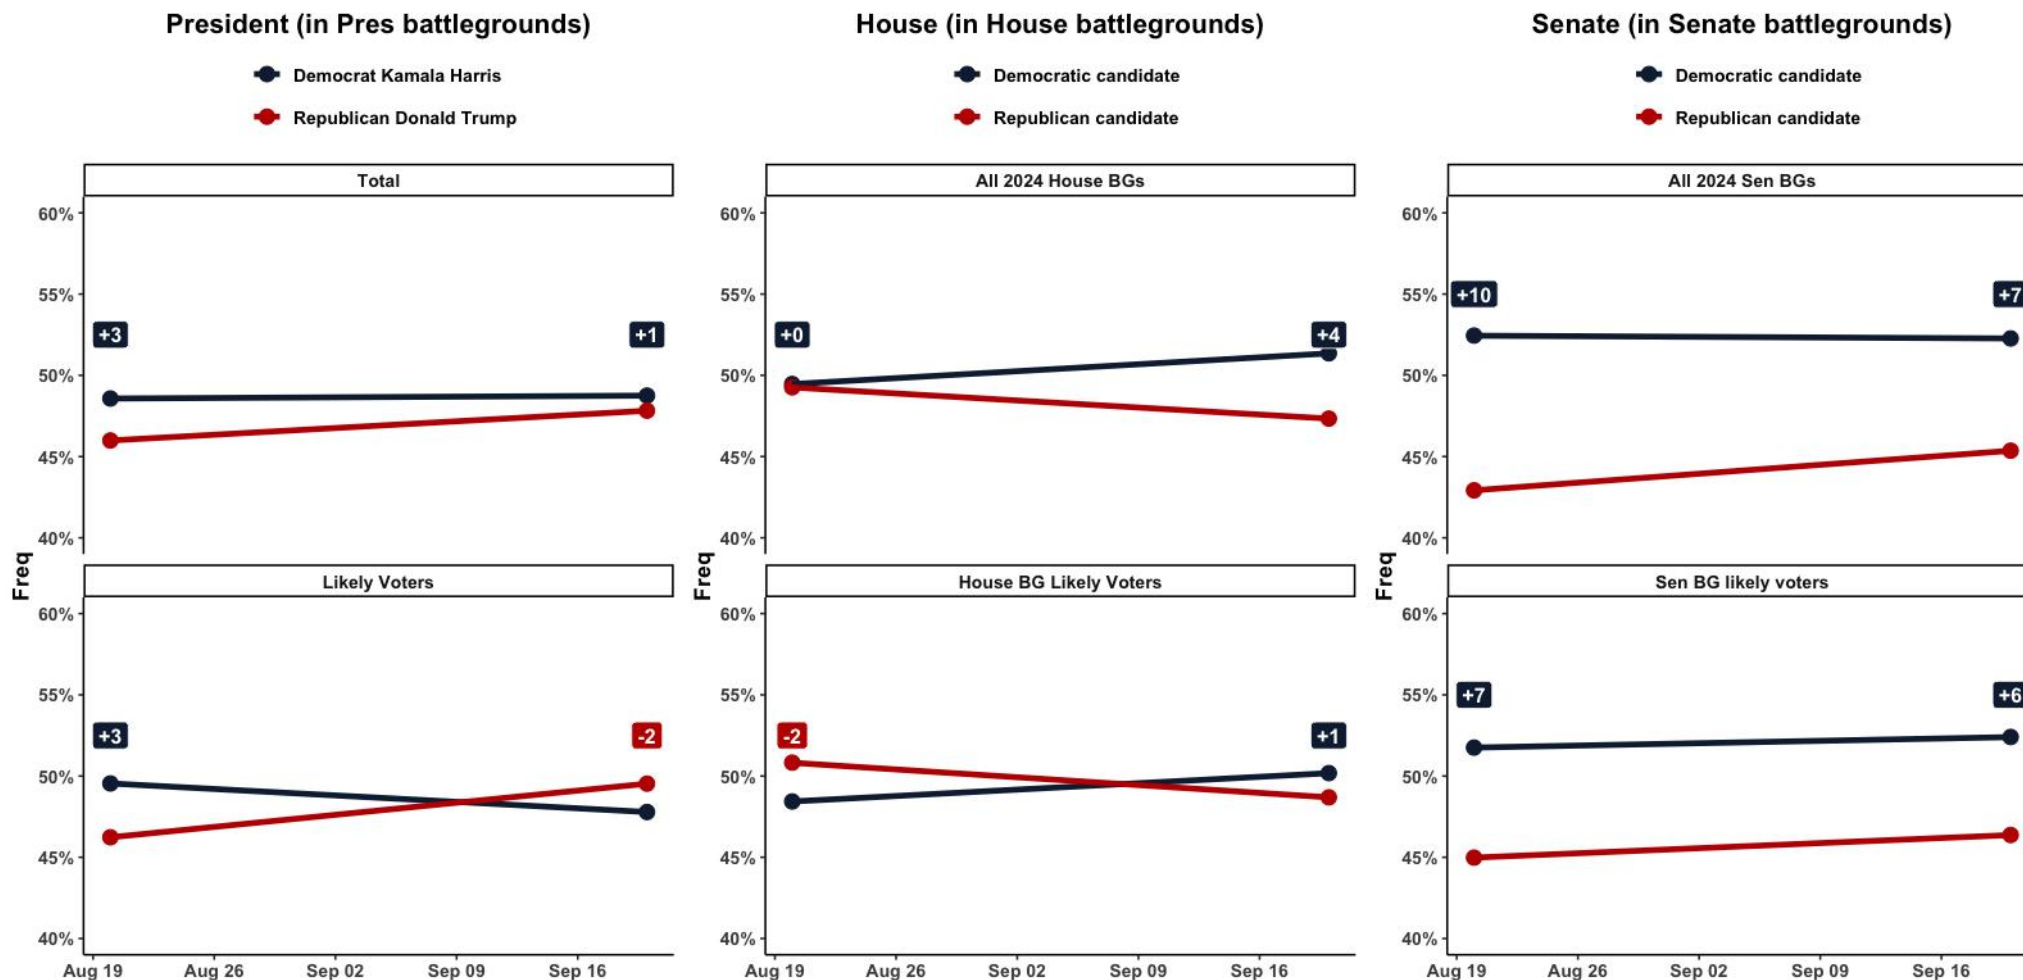 President (in Pres battlegrounds)
Democrat Kamala Harris
Republican Donald Trump
Total
60%
55%
50%
45%
40%
+3
+1
Freq
Likely Voters
60%
55%
50%
45%
40%
+3
-2
Aug 19 Aug 26 Sep 02 Sep 09 Sep 16
House (in House battlegrounds)
Democratic candidate
Republican candidate
All 2024 House BGs
60%
55%
50%
45%
40%
+0
+4
Freq
House BG Likely Voters
60%
55%
50%
45%
40%
-2
+1
Aug 19 Aug 26 Sep 02 Sep 09 Sep 16
Senate (in Senate battlegrounds)
Democratic candidate
Republican candidate
All 2024 Sen BGs
60%
55%
50%
45%
40%
+10
+7
Freq
Sen BG likely voters
60%
55%
50%
45%
40%
+7
+6
Aug 19 Aug 26 Sep 02 Sep 09 Sep 16